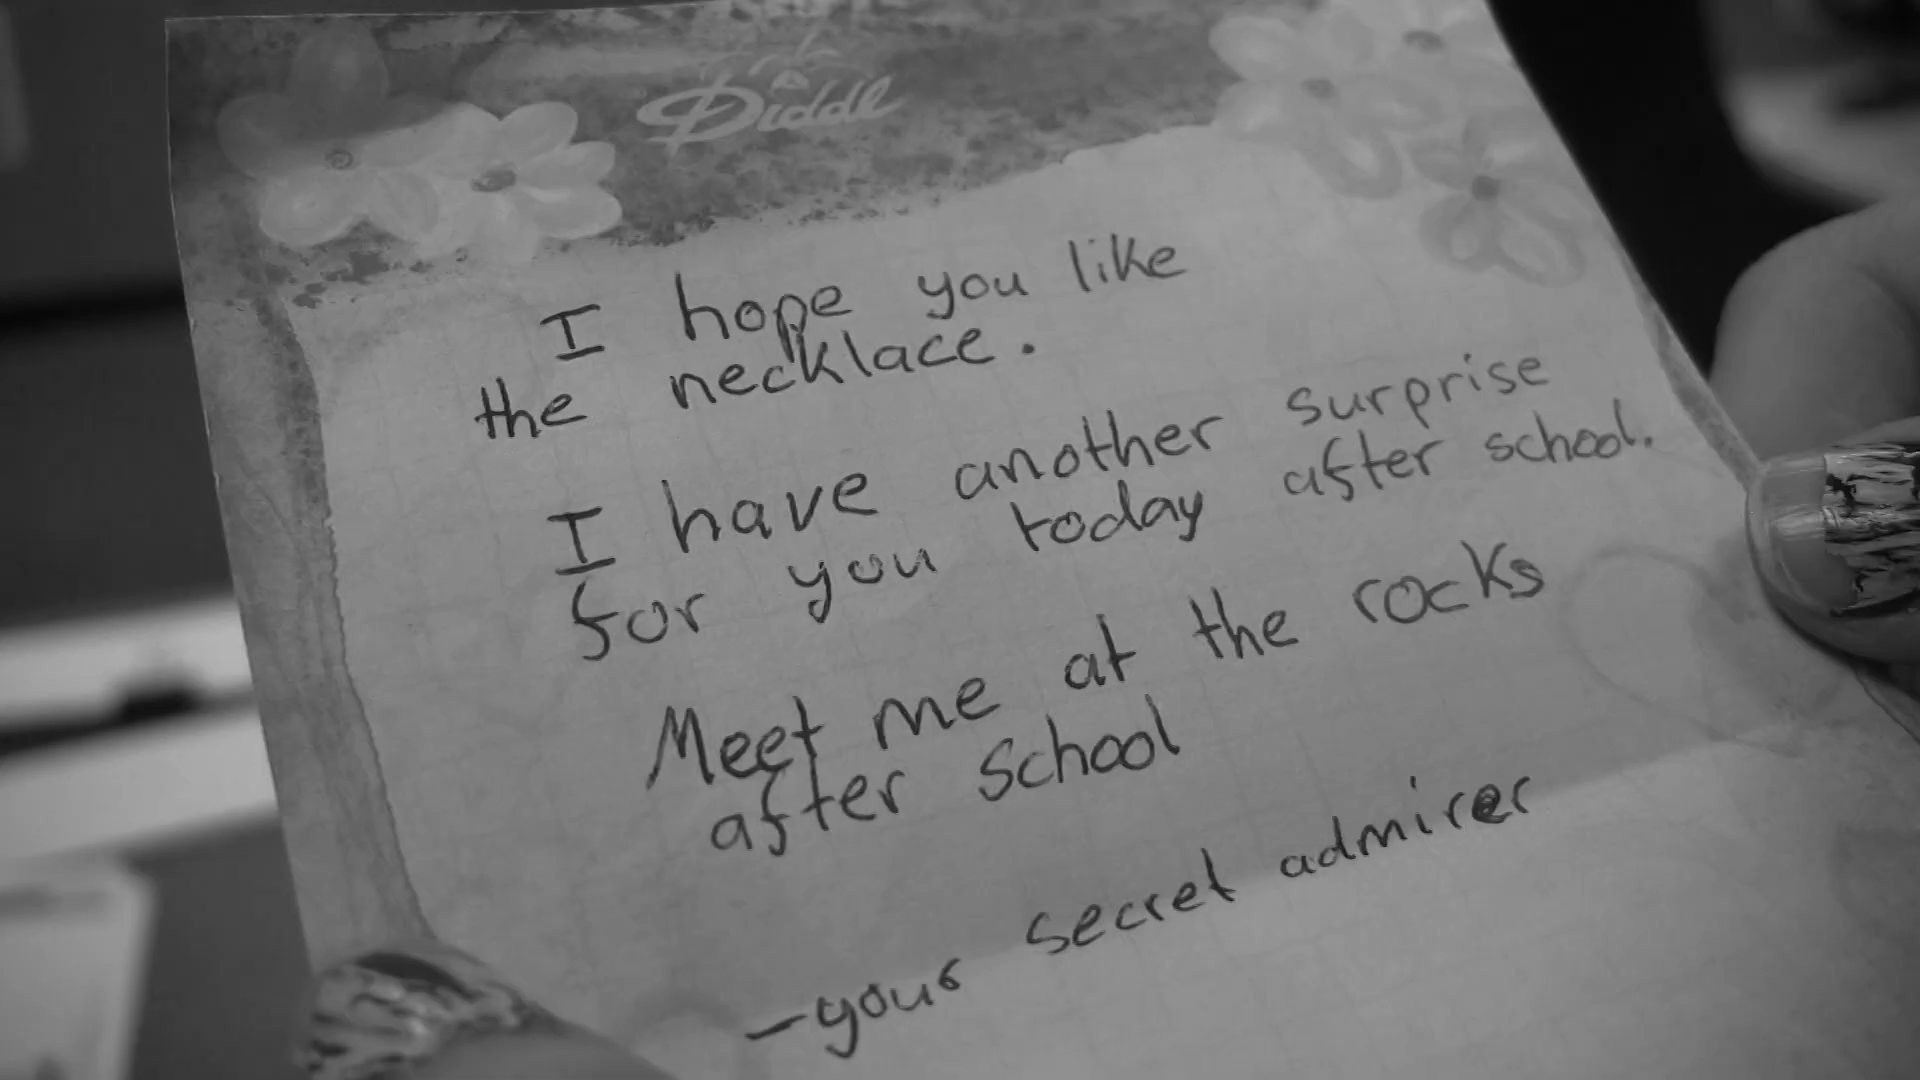 Diddl
I hope you like
the necklace.
I have another surprise
for you today after school.
Meet me at the rocks
after school
-your secret admirer